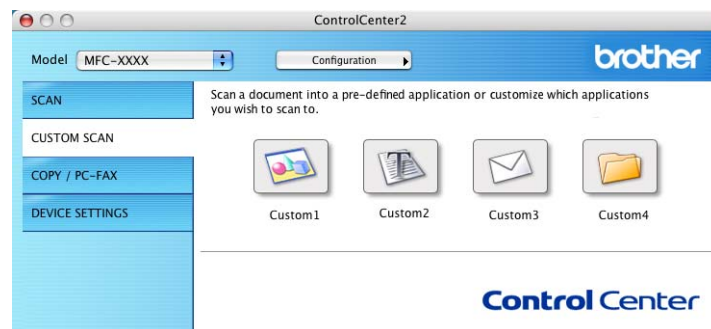 ControlCenter2
Model MFC-XXXX Configuration brother
SCAN
CUSTOM SCAN
COPY / PC-FAX
DEVICE SETTINGS
Scan a document into a pre-defined application or customize which applications
you wish to scan to.
T
Custom1 Custom2 Custom3 Custom4
Control Center